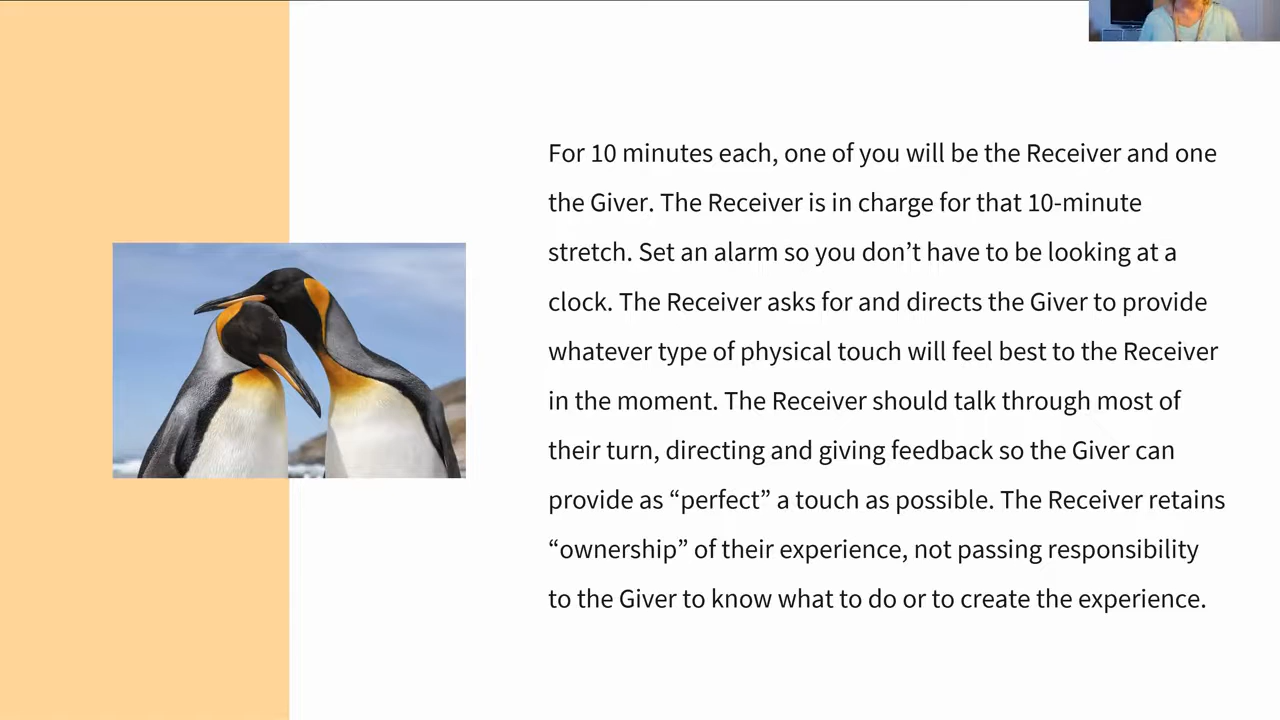 For 10 minutes each, one of you will be the Receiver and one
the Giver. The Receiver is in charge for that 10-minute
stretch. Set an alarm so you don’t have to be looking at a
clock. The Receiver asks for and directs the Giver to provide
whatever type of physical touch will feel best to the Receiver
in the moment. The Receiver should talk through most of
their turn, directing and giving feedback so the Giver can
provide as “perfect” a touch as possible. The Receiver retains
“ownership” of their experience, not passing responsibility
to the Giver to know what to do or to create the experience.